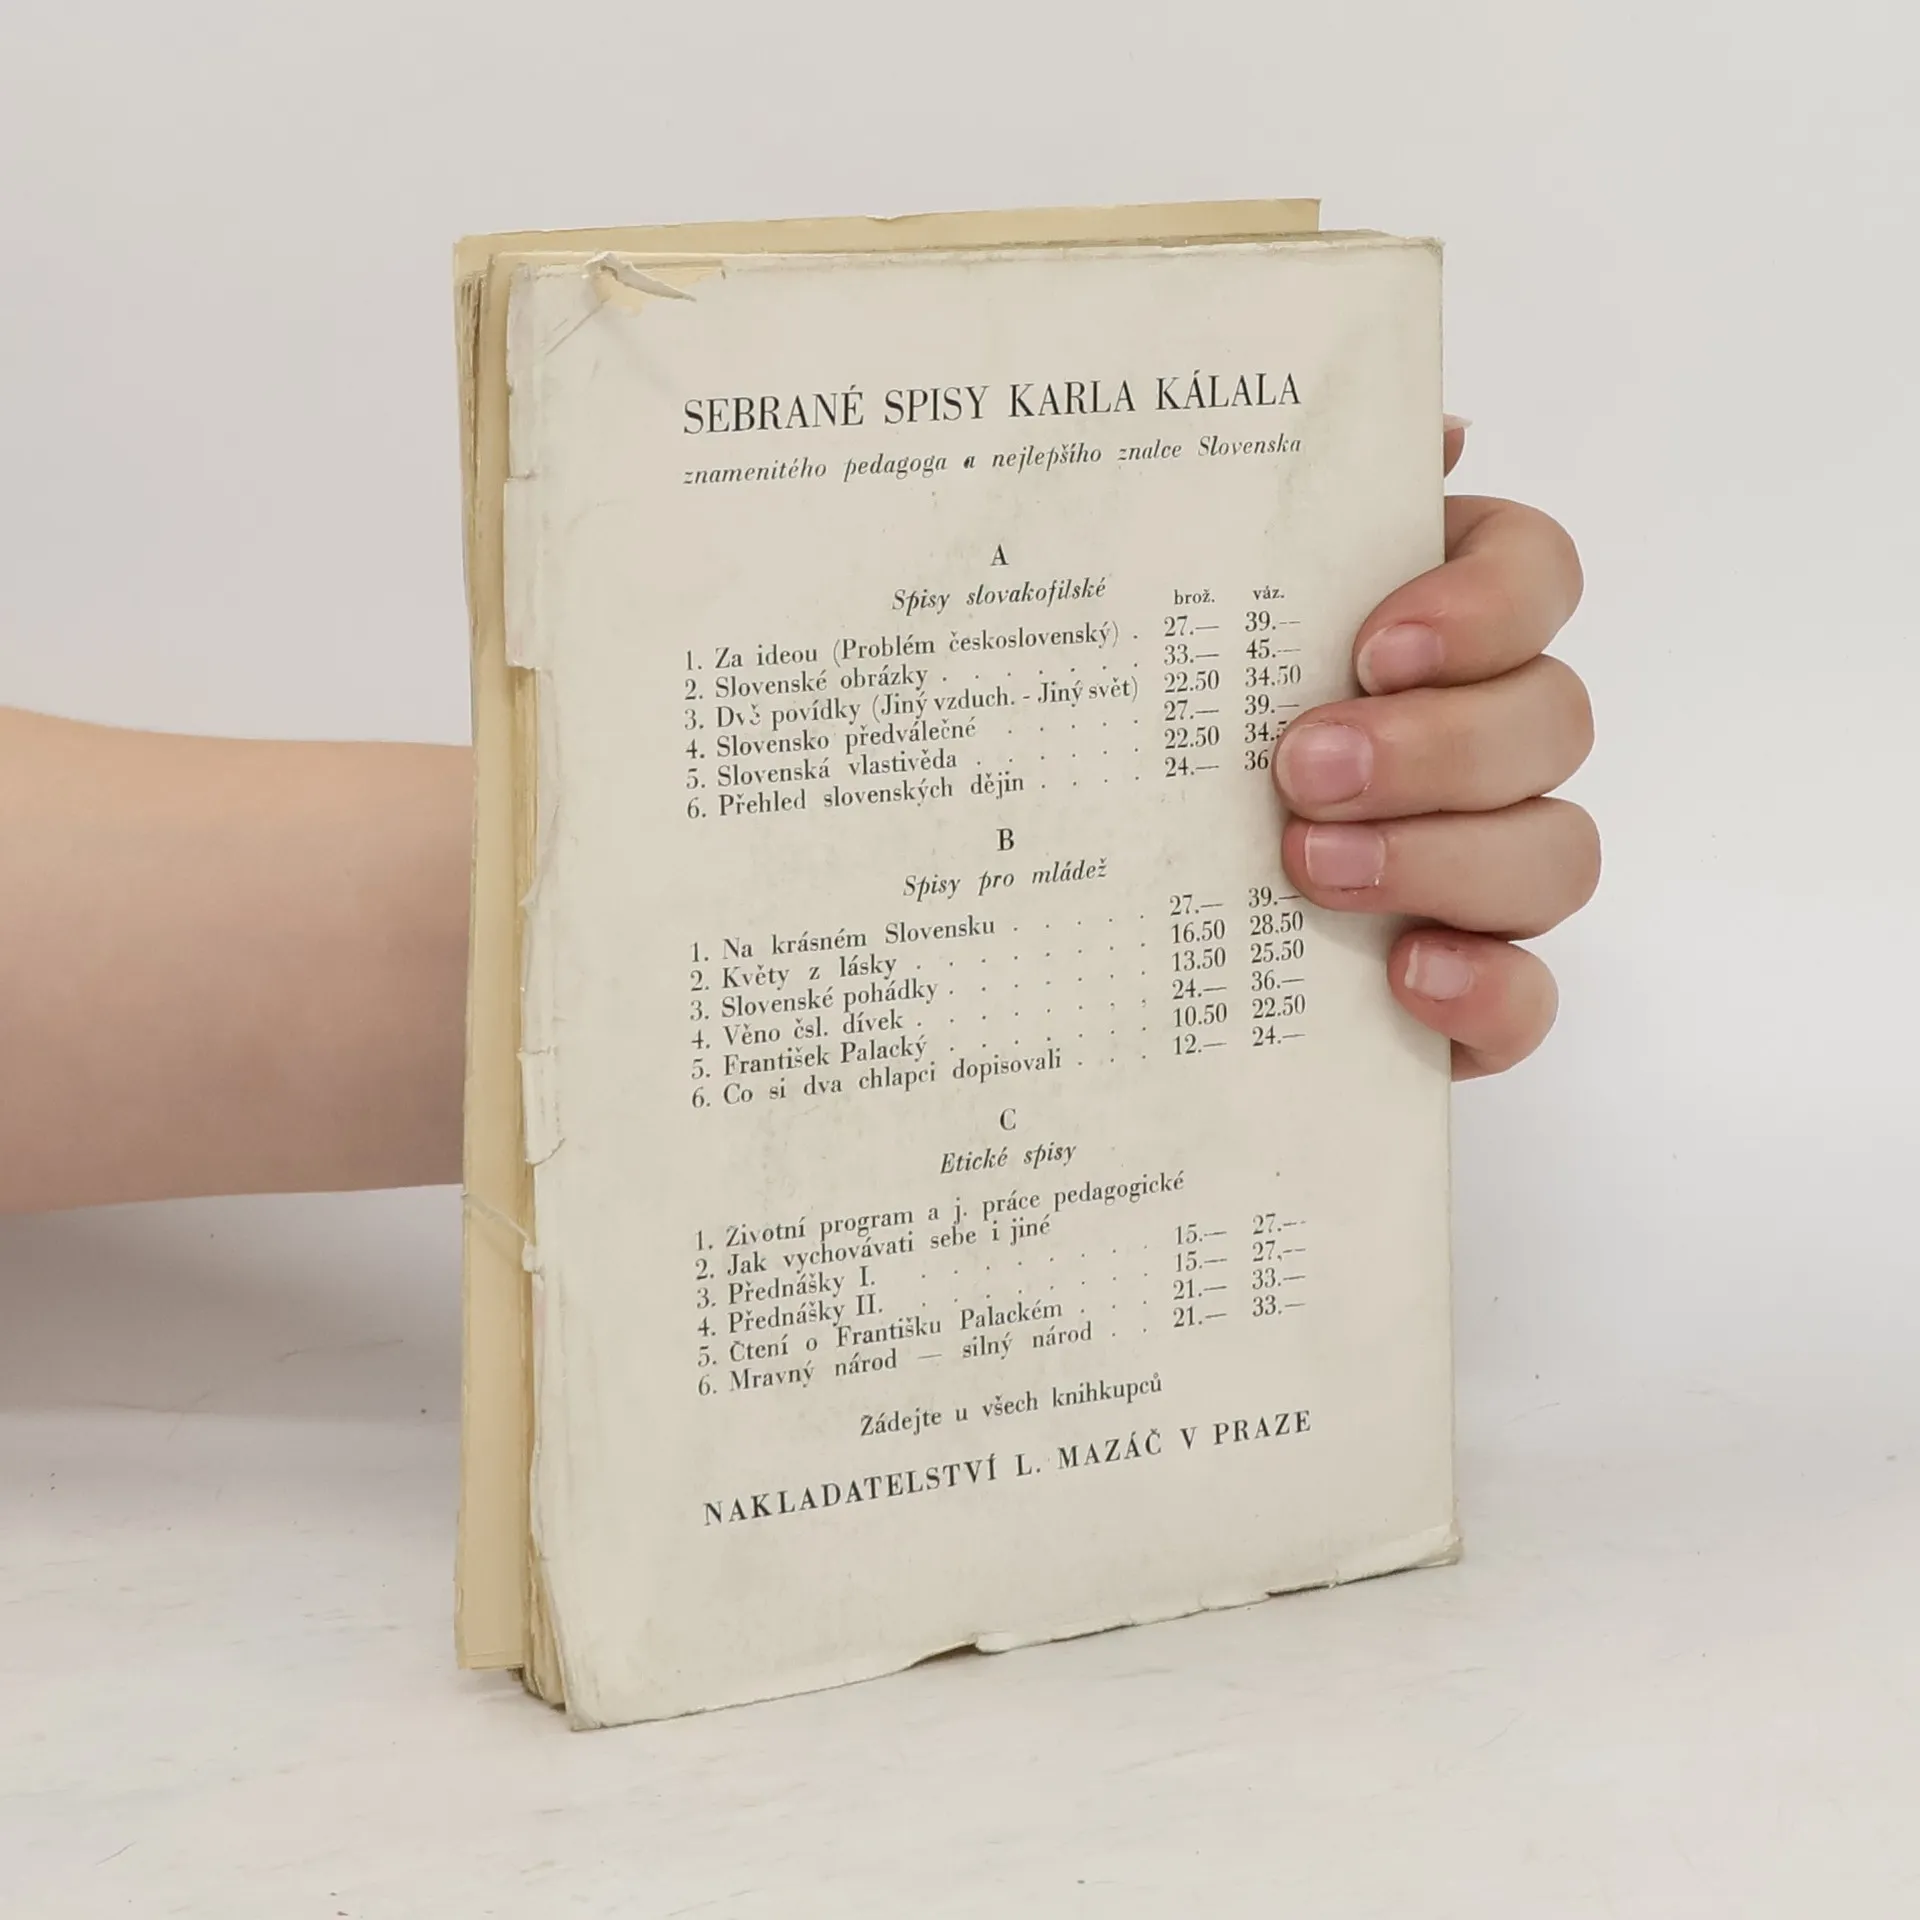 SEBRANÉ SPISY KARLA KÁLALA
znamenitého pedagoga a nejlepšího znalce Slovenska
A
Spisy slovakofilské brož. váz.
1. Za ideou (Problém československý) . 27.— 39.—
2. Slovenské obrázky . . . . . . . 33.— 45.—
3. Dvě povídky (Jiný vzduch. - Jiný svět) 22.50 34.50
4. Slovensko předválečné . . . . . 27.— 39.—
5. Slovenská vlastivěda . . . . . . 22.50
6. Přehled slovenských dějin . . . . 24.— 36
B
Spisy pro mládež
1. Na krásném Slovensku . . . . . 27.— 39.—
2. Květy z lásky . . . . . . . . 16.50 28.50
3. Slovenské pohádky . . . . . . . 13.50 25.50
4. Věno čsl. dívek . . . . . . . . 24.— 36.—
5. František Palacký . . . . . . . 10.50 22.50
6. Co si dva chlapci dopisovali . . . 12.— 24.—
C
Etické spisy
1. Životní program a j. práce pedagogické
2. Jak vychovávati sebe i jiné
3. Přednášky I. . . . . . . . . 15.— 27.—
4. Přednášky II. . . . . . . . . 15.— 27.—
5. Čtení o Františku Palackém . . . 21.— 33.—
6. Mravný národ — silný národ . . 21.— 33.—
Žádejte u všech knihkupců
NAKLADATELSTVÍ L. MAZÁČ V PRAZE